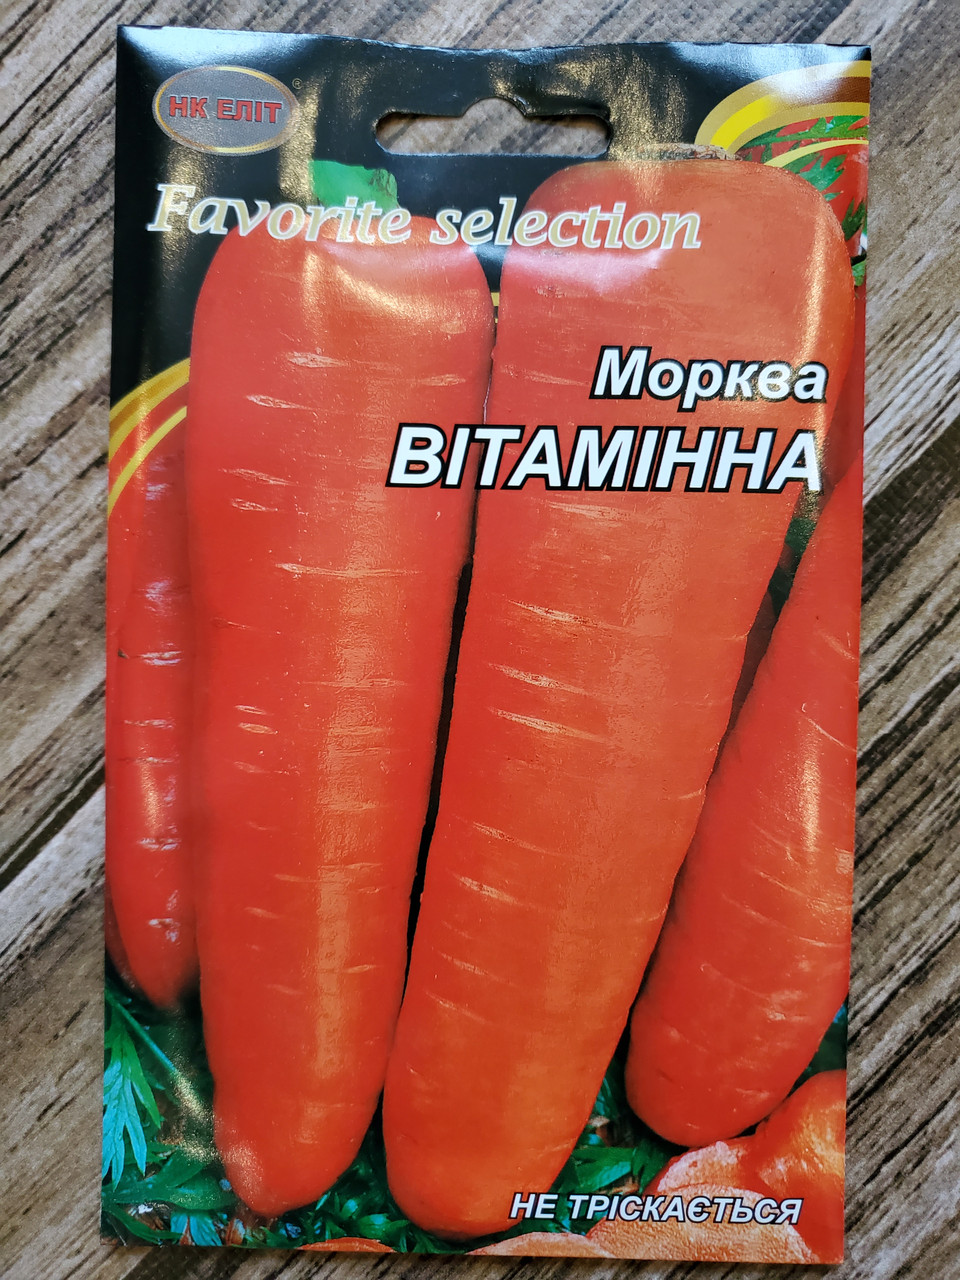 НК ЕЛІТ
®
Favorite selection
Морква
ВІТАМІННА
НЕ ТРІСКАЄТЬСЯ